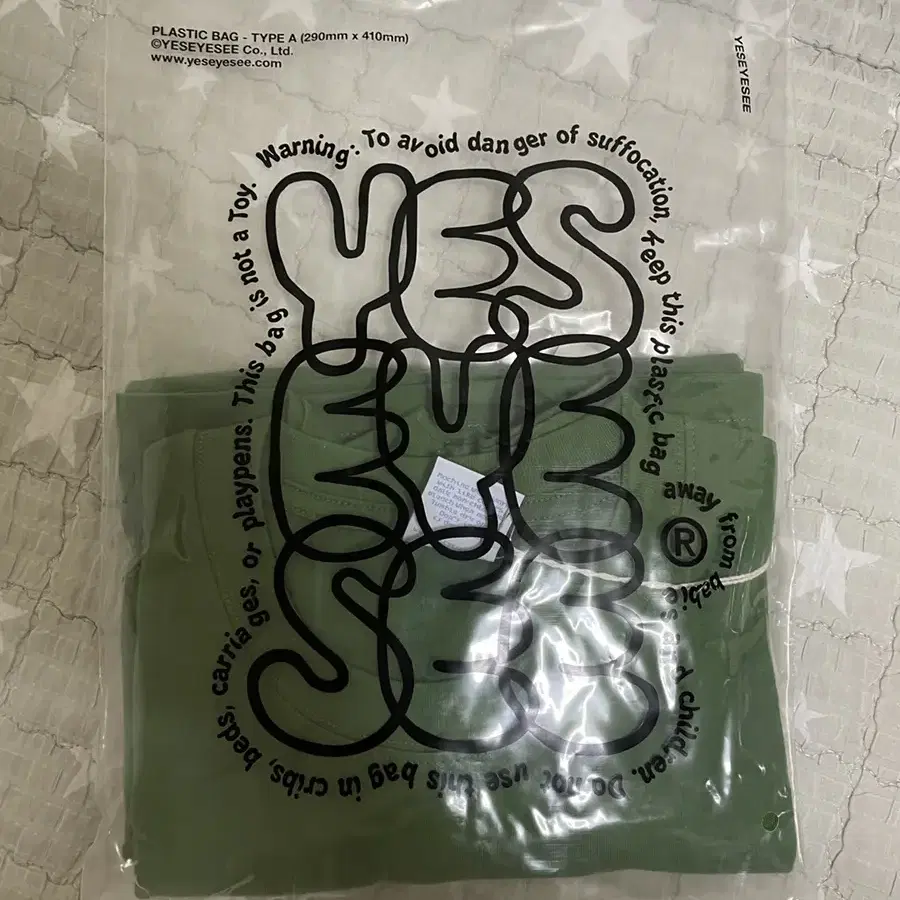 PLASTIC BAG - TYPE A (290mm x 410mm)
©YESEYESEE Co., Ltd.
www.yeseyesee.com
YESEYESEE
Warning: To avoid danger of suffocation, keep this plastic bag away from babies and children. Do not use this bag in cribs, beds, carriages, or playpens. This bag is not a Toy.
YES
EYE
SEE
®